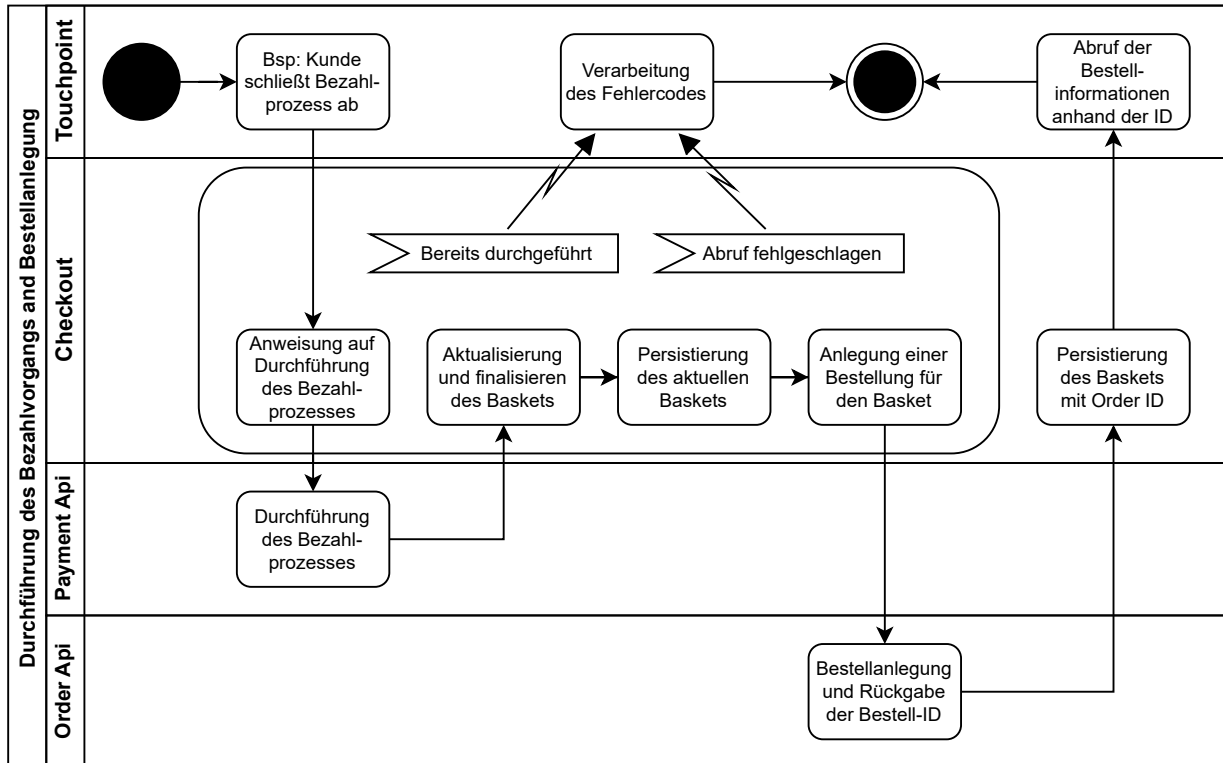 Durchführung des Bezahlvorgangs and Bestellanlegung
Touchpoint
Bsp: Kunde
schließt Bezahl-
prozess ab
Verarbeitung
des Fehlercodes
Abruf der
Bestell-
informationen
anhand der ID
Checkout
Bereits durchgeführt
Abruf fehlgeschlagen
Anweisung auf
Durchführung
des Bezahl-
prozesses
Aktualisierung
und finalisieren
des Baskets
Persistierung
des aktuellen
Baskets
Anlegung einer
Bestellung für
den Basket
Persistierung
des Baskets
mit Order ID
Payment Api
Durchführung
des Bezahl-
prozesses
Order Api
Bestellanlegung
und Rückgabe
der Bestell-ID